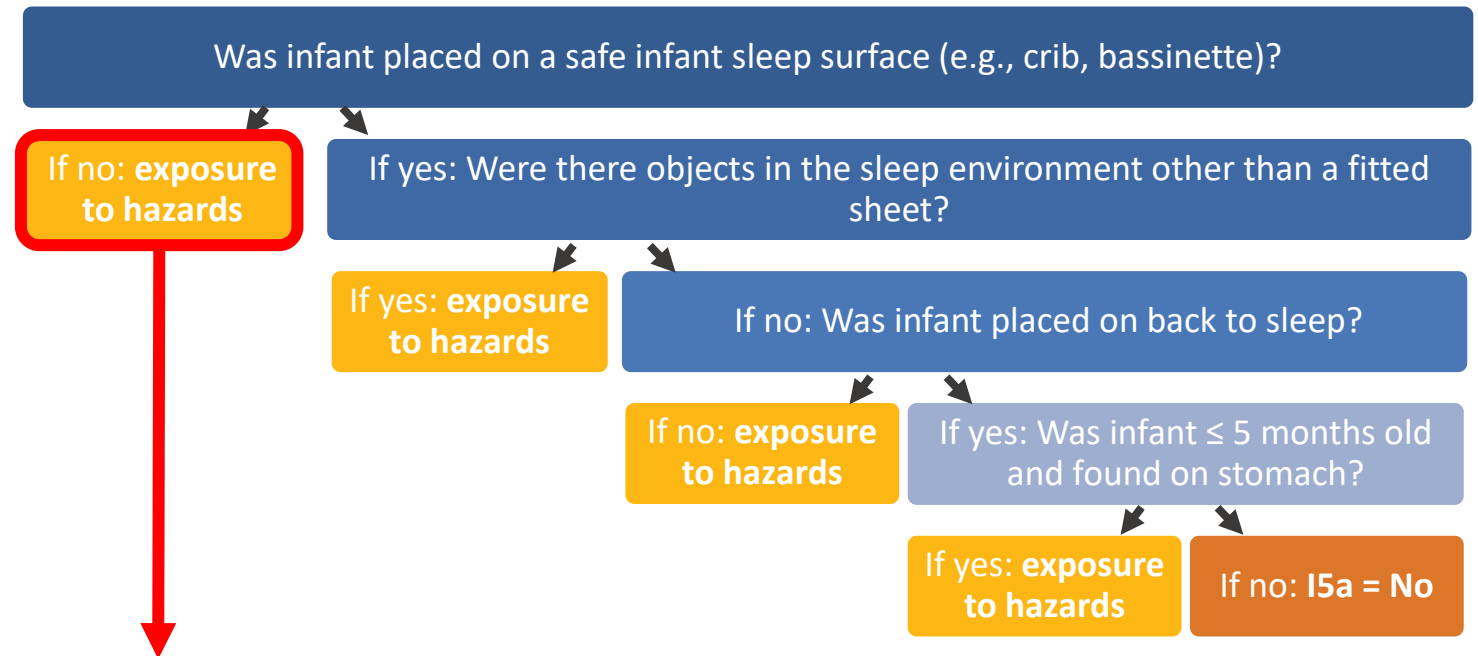 Was infant placed on a safe infant sleep surface (e.g., crib, bassinette)?
If no: exposure
to hazards
If yes: Were there objects in the sleep environment other than a fitted
sheet?
If yes: exposure
to hazards
If no: Was infant placed on back to sleep?
If no: exposure
to hazards
If yes: Was infant ≤ 5 months old
and found on stomach?
If yes: exposure
to hazards
If no: I5a = No